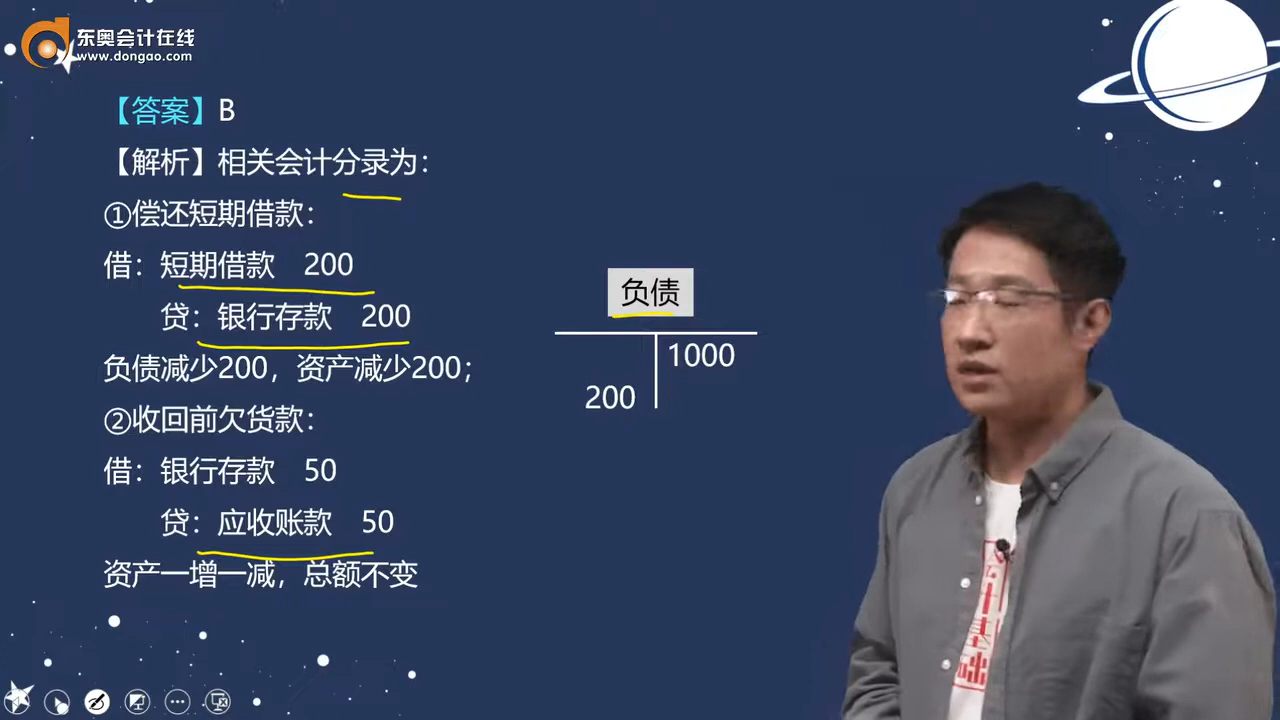 东奥会计在线
www.dongao.com
【答案】B
【解析】相关会计分录为：
①偿还短期借款：
借：短期借款 200
贷：银行存款 200
负债减少200，资产减少200；
②收回前欠货款：
借：银行存款 50
贷：应收账款 50
资产一增一减，总额不变
负债
1000
200